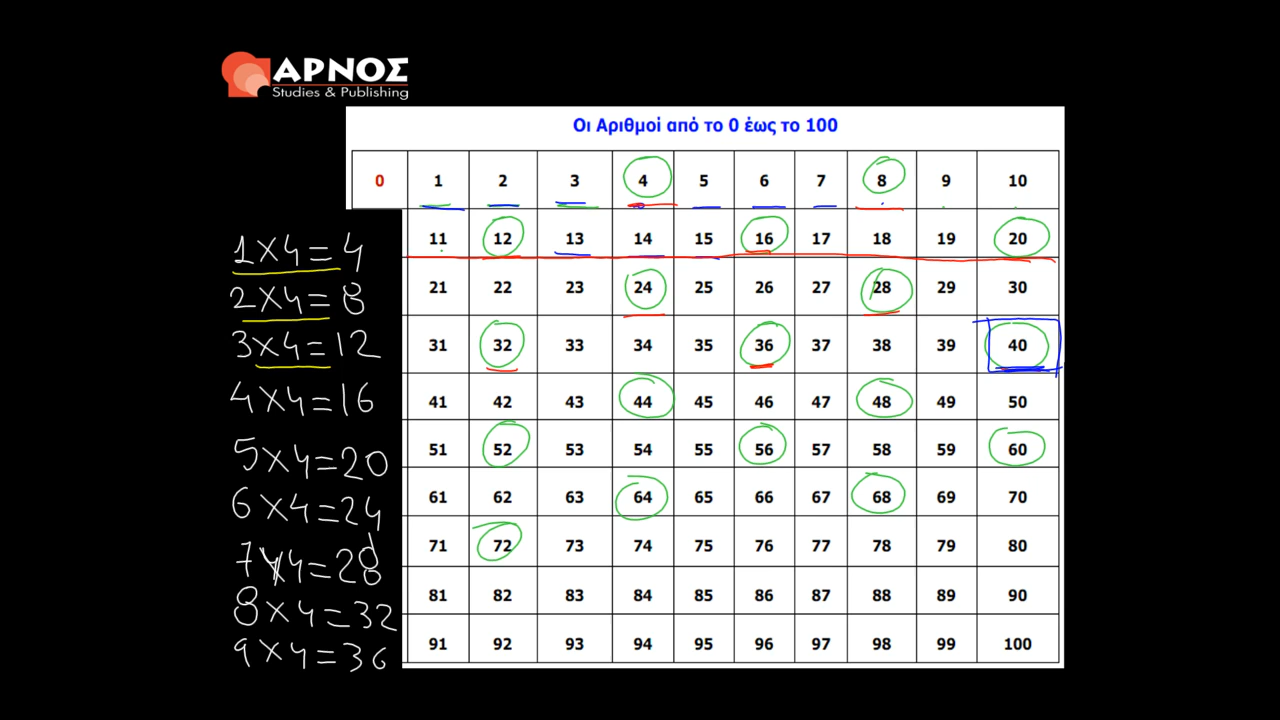 ΑΡΝΟΣ
Studies & Publishing
Οι Αριθμοί από το 0 έως το 100
0 1 2 3 4 5 6 7 8 9 10
11 12 13 14 15 16 17 18 19 20
21 22 23 24 25 26 27 28 29 30
31 32 33 34 35 36 37 38 39 40
41 42 43 44 45 46 47 48 49 50
51 52 53 54 55 56 57 58 59 60
61 62 63 64 65 66 67 68 69 70
71 72 73 74 75 76 77 78 79 80
81 82 83 84 85 86 87 88 89 90
91 92 93 94 95 96 97 98 99 100
1X4=4
2X4=8
3X4=12
4X4=16
5X4=20
6X4=24
7X4=28
8X4=32
9X4=36